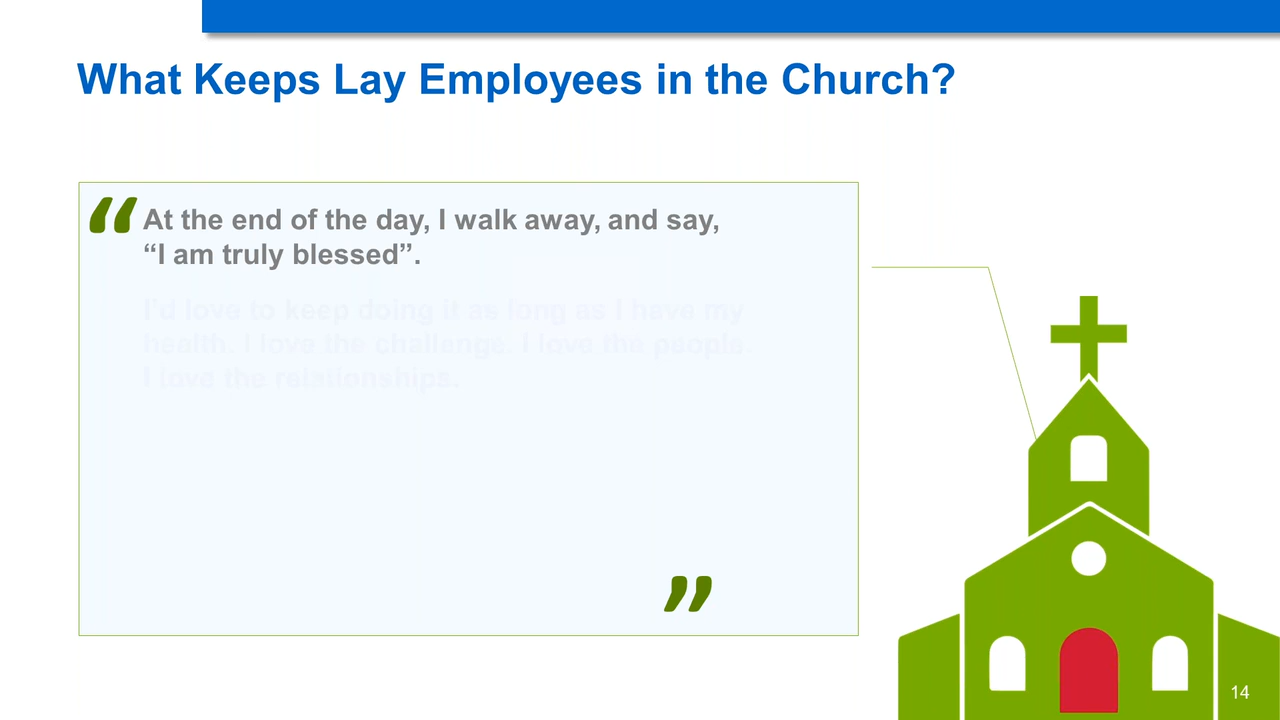 What Keeps Lay Employees in the Church?
“
At the end of the day, I walk away, and say,
“I am truly blessed”.
I’d love to keep doing it as long as I have my
health. I love the challenge. I love the people.
I love the relationships.
”
14